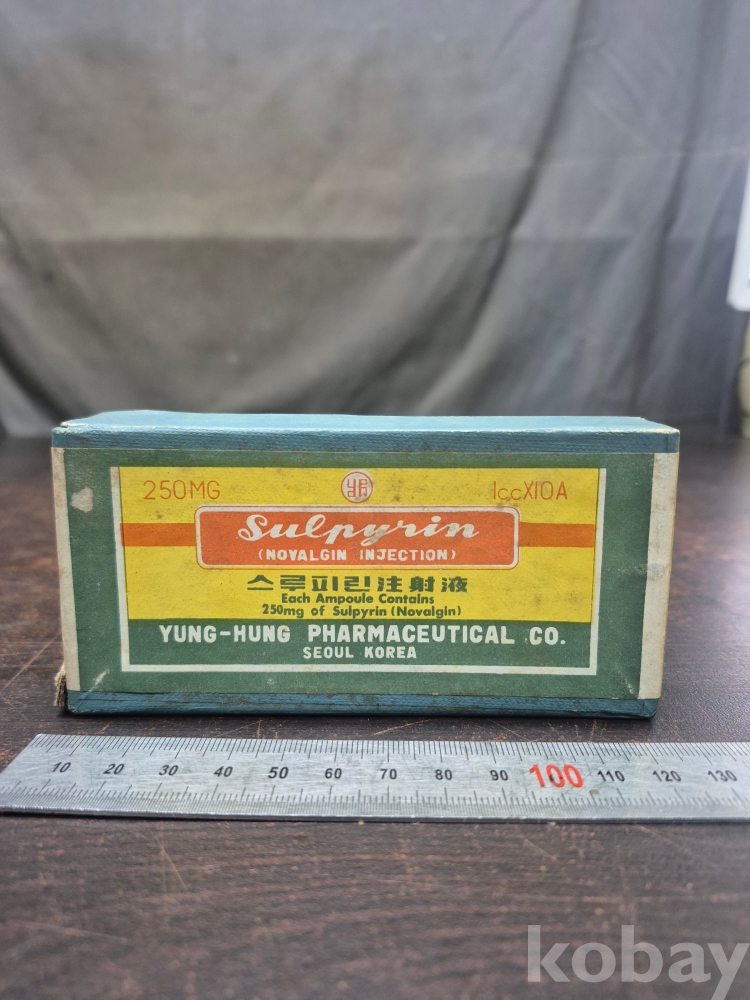 250MG 1ccX10A
Sulpyrin
(NOVALGIN INJECTION)
스루피린注射液
Each Ampoule Contains
250mg of Sulpyrin (Novalgin)
YUNG-HUNG PHARMACEUTICAL CO.
SEOUL KOREA
10 20 30 40 50 60 70 80 90 100 110 120 130
kobay